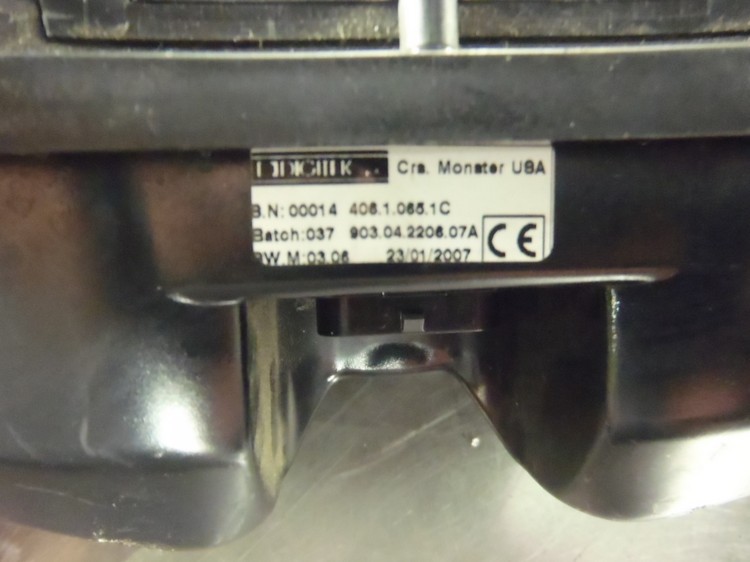 DIGITEK Crs. Monster USA
B.N: 00014 406.1.065.1C
Batch:037 903.04.2206.07A
SW M:03.06 23/01/2007 CE